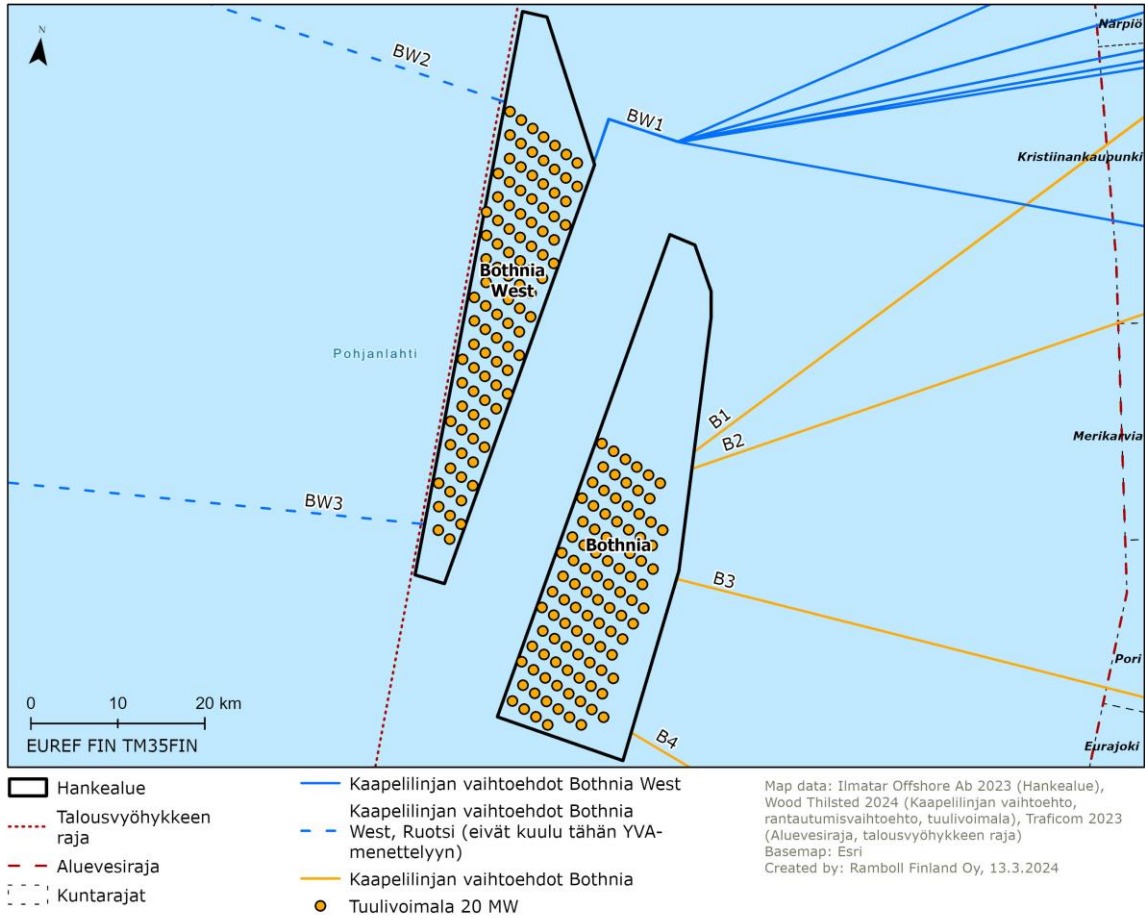 N
Närpiö
BW2
BW1
Kristiinankaupunki
Bothnia
West
Pohjanlahti
B1
B2
Merikarvia
BW3
Bothnia
B3
Pori
B4
Eurajoki
0 10 20 km
EUREF FIN TM35FIN
Hankealue
Talousvyöhykkeen
raja
Aluevesiraja
Kuntarajat
Kaapelilinjan vaihtoehdot Bothnia West
Kaapelilinjan vaihtoehdot Bothnia
West, Ruotsi (eivät kuulu tähän YVA-
menettelyyn)
Kaapelilinjan vaihtoehdot Bothnia
Tuulivoimala 20 MW
Map data: Ilmatar Offshore Ab 2023 (Hankealue),
Wood Thilsted 2024 (Kaapelilinjan vaihtoehto,
rantautumisvaihtoehto, tuulivoimala), Traficom 2023
(Aluevesiraja, talousvyöhykkeen raja)
Basemap: Esri
Created by: Ramboll Finland Oy, 13.3.2024